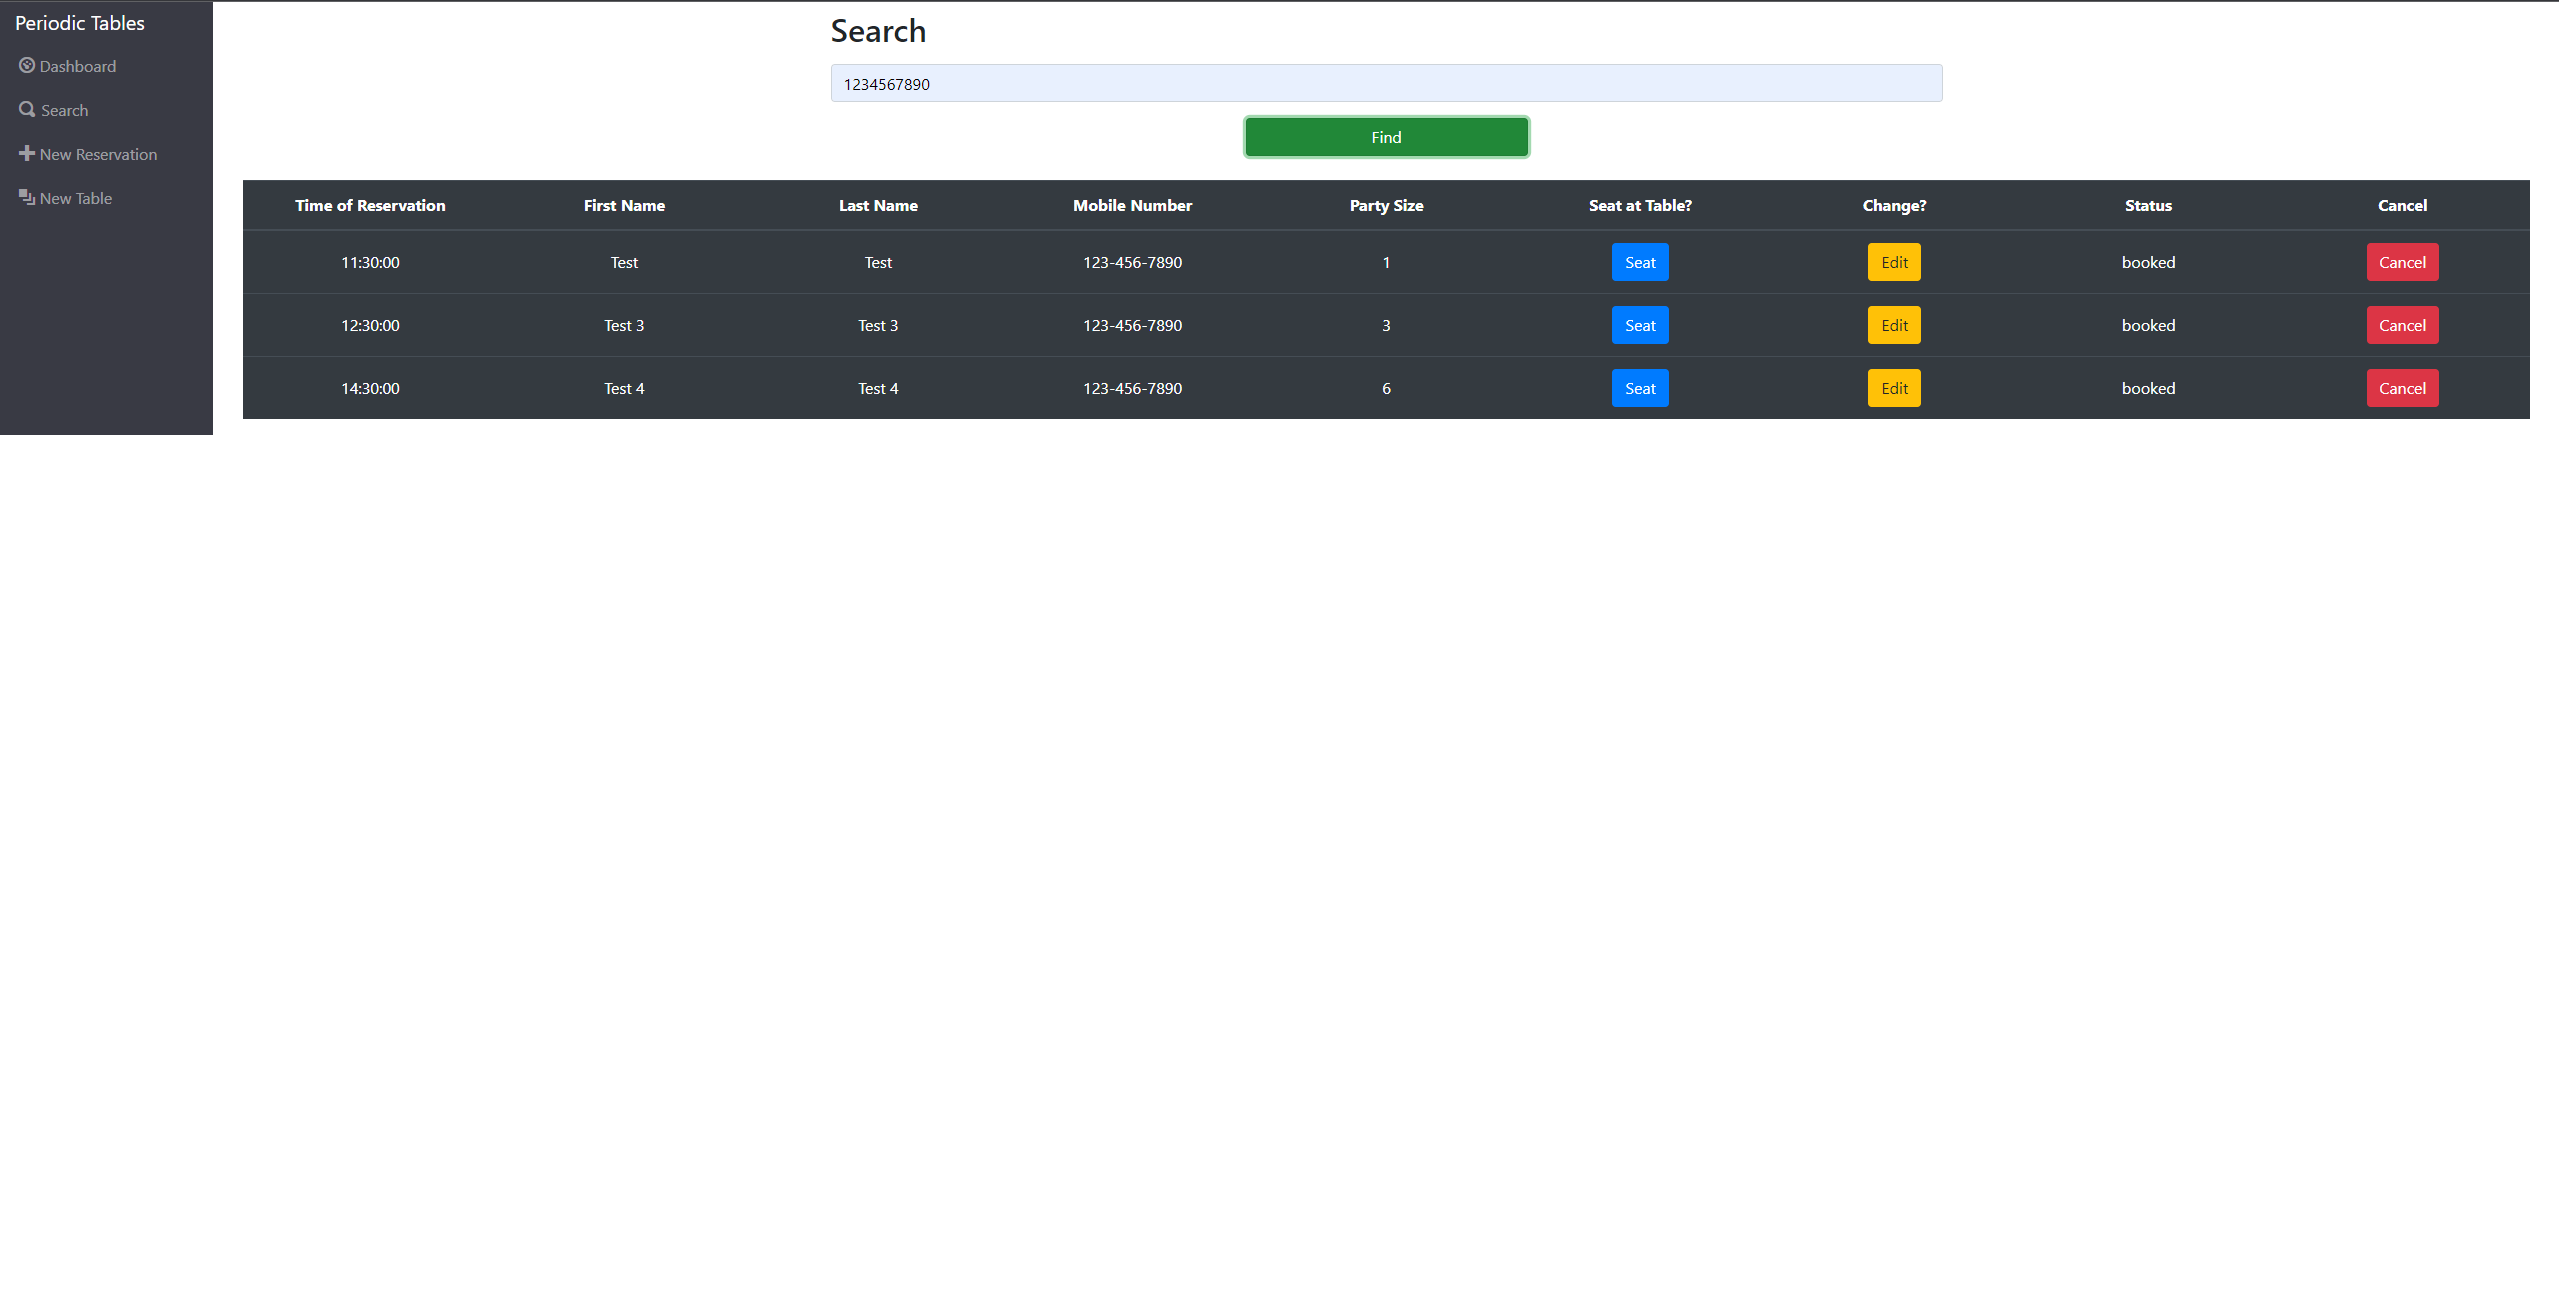 Periodic Tables
Dashboard
Search
New Reservation
New Table
Search
1234567890
Find
Time of Reservation First Name Last Name Mobile Number Party Size Seat at Table? Change? Status Cancel
11:30:00 Test Test 123-456-7890 1 Seat Edit booked Cancel
12:30:00 Test 3 Test 3 123-456-7890 3 Seat Edit booked Cancel
14:30:00 Test 4 Test 4 123-456-7890 6 Seat Edit booked Cancel